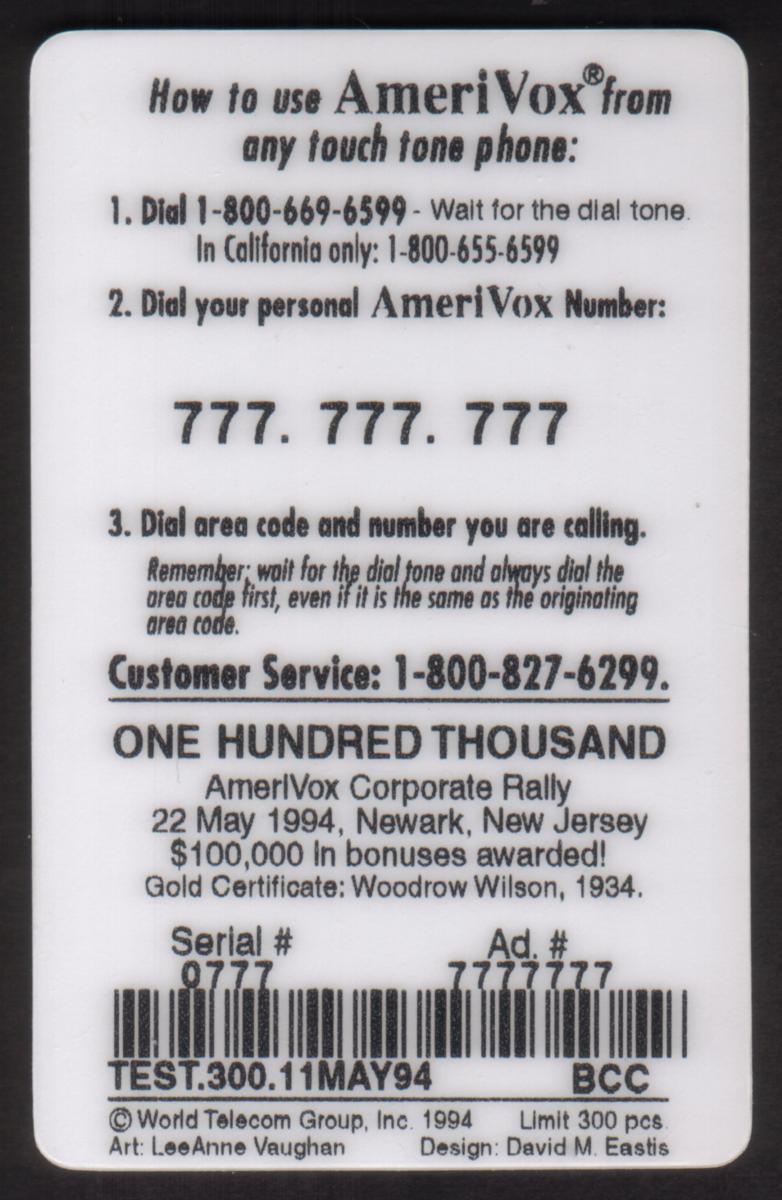 How to use AmeriVox® from
any touch tone phone:
1. Dial 1-800-669-6599 - Wait for the dial tone.
In California only: 1-800-655-6599
2. Dial your personal AmeriVox Number:
777. 777. 777
3. Dial area code and number you are calling.
Remember: wait for the dial tone and always dial the
area code first, even if it is the same as the originating
area code.
Customer Service: 1-800-827-6299.
ONE HUNDRED THOUSAND
AmeriVox Corporate Rally
22 May 1994, Newark, New Jersey
$100,000 in bonuses awarded!
Gold Certificate: Woodrow Wilson, 1934.
Serial # Ad. #
0777 7777777
TEST.300.11MAY94 BCC
© World Telecom Group, Inc. 1994 Limit 300 pcs.
Art: LeeAnne Vaughan Design: David M. Eastis